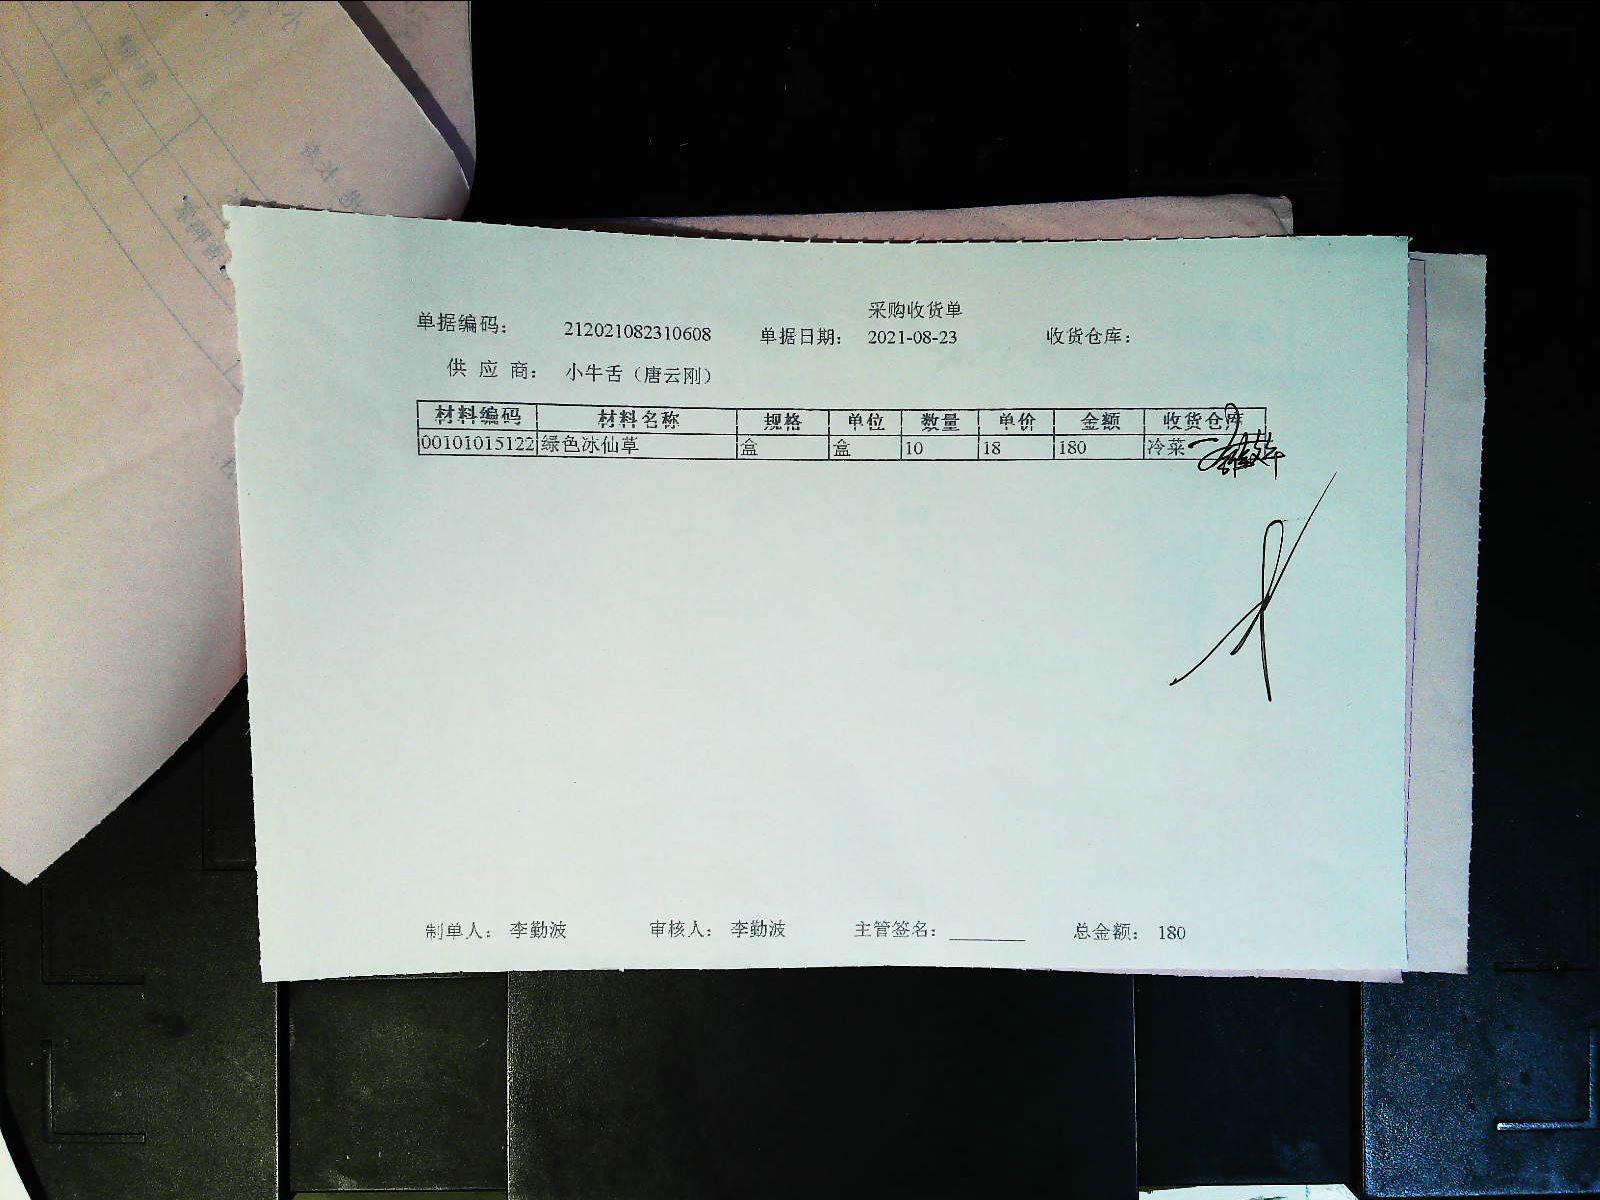 采购收货单
单据编码： 212021082310608 单据日期： 2021-08-23 收货仓库：
供 应 商： 小牛舌（唐云刚）
材料编码 材料名称 规格 单位 数量 单价 金额 收货仓库
00101015122 绿色冰仙草 盒 盒 10 18 180 冷菜
制单人： 李勤波 审核人： 李勤波 主管签名： 总金额： 180